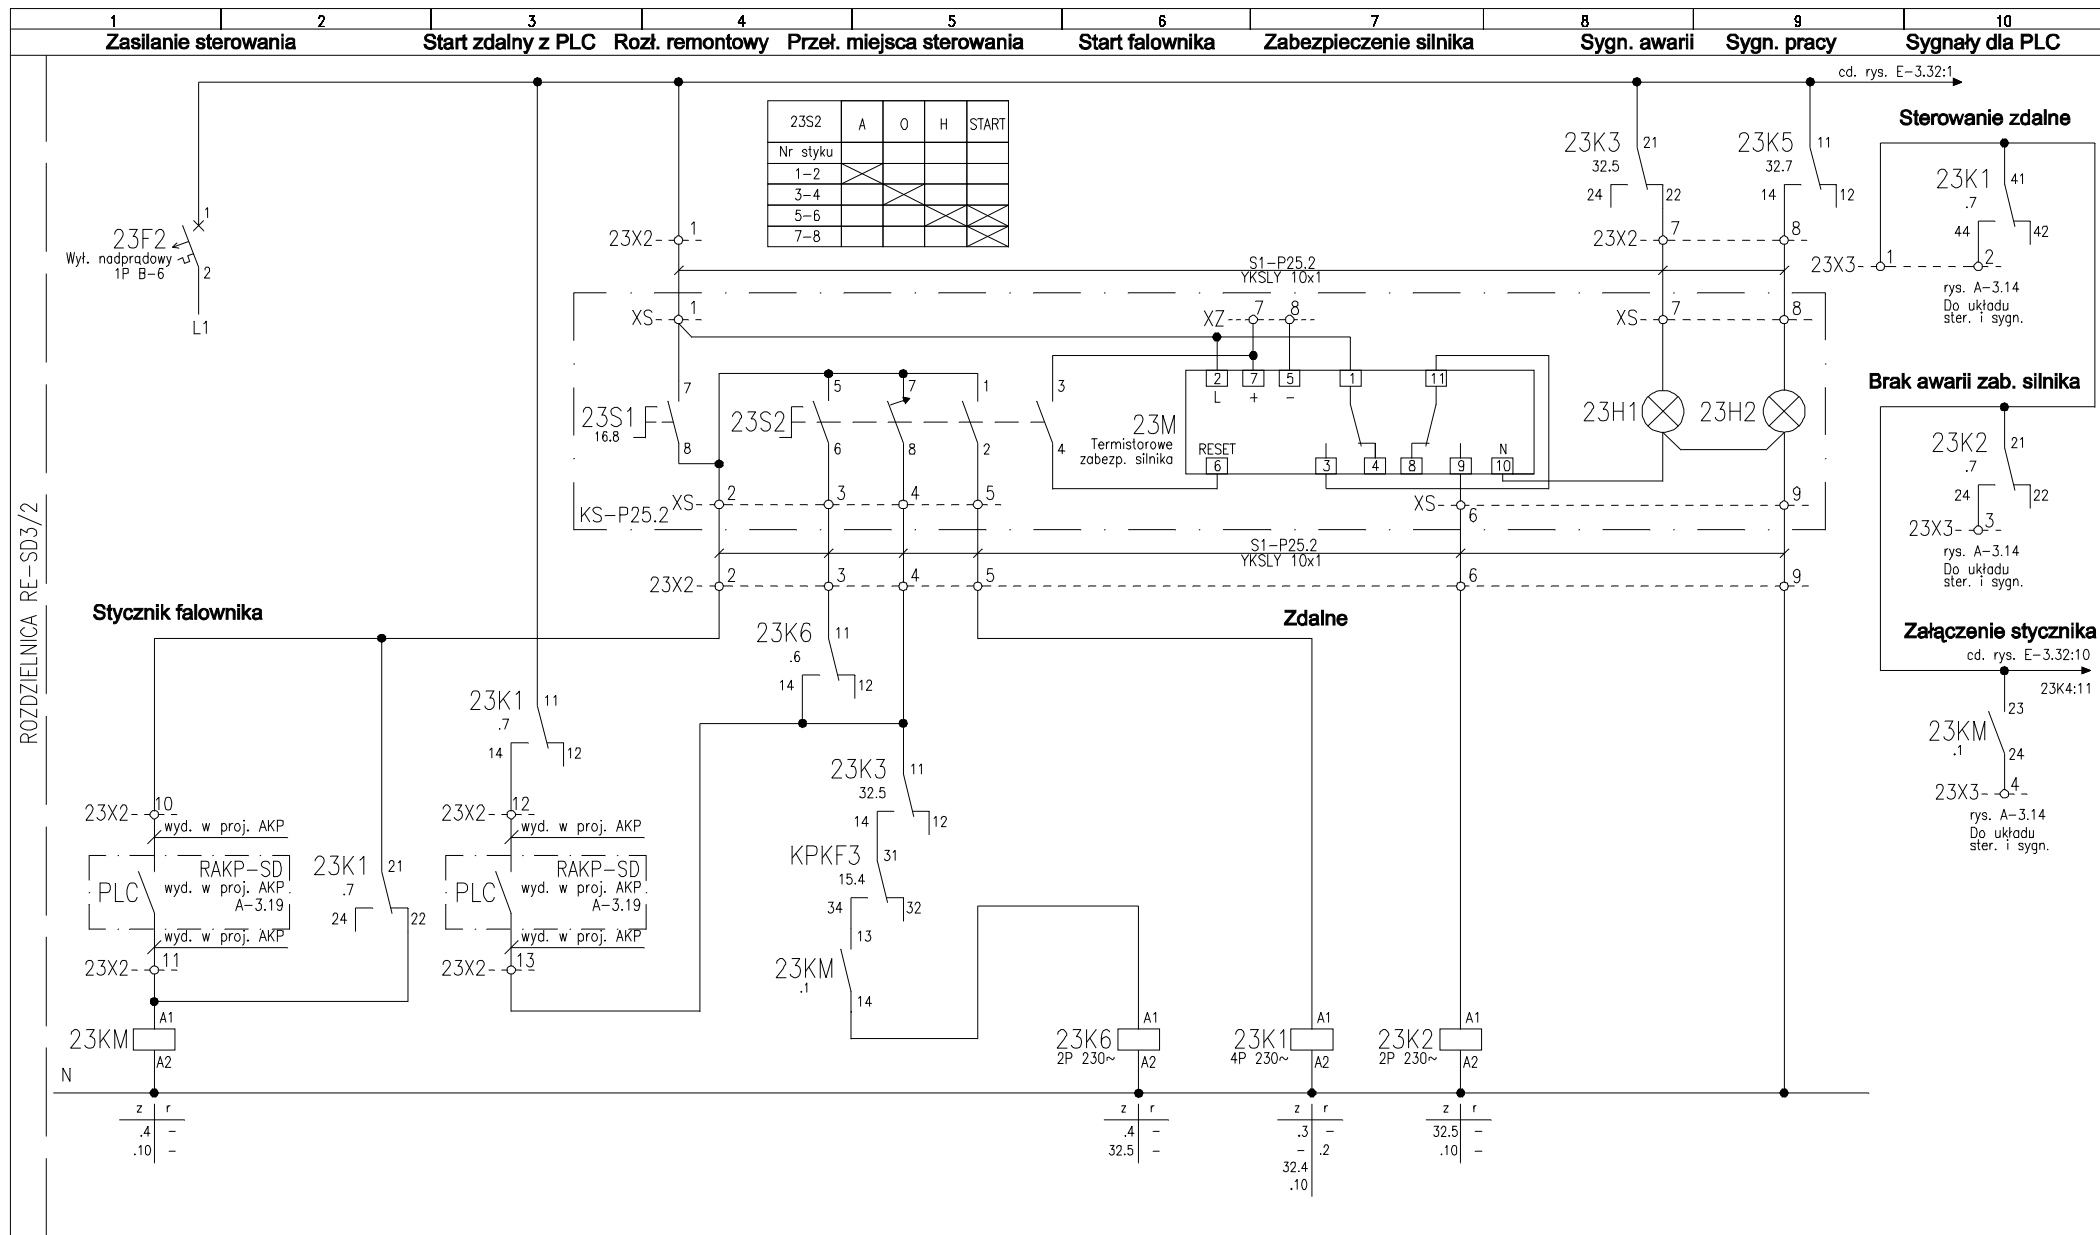 1 2 3 4 5 6 7 8 9 10
Zasilanie sterowania Start zdalny z PLC Rozł. remontowy Przeł. miejsca sterowania Start falownika Zabezpieczenie silnika Sygn. awarii Sygn. pracy Sygnały dla PLC
cd. rys. E-3.32:1
23S2 A O H START
Nr styku
1-2
3-4
5-6
7-8
1
23F2
Wył. nadprądowy
1P B-6
2
L1
23X2 1
S1-P25.2
YKSLY 10x1
XS 1
XZ 7 8
23K3 21
32.5
24 22
23X2 7
XS 7
23K5 11
32.7
14 12
8
8
Sterowanie zdalne
23K1 41
.7
44 42
23X3 1 2
rys. A-3.14
Do układu
ster. i sygn.
7
23S1
16.8
8
23S2
5 7 1 3
6 8 2 4
23M
Termistorowe
zabezp. silnika
2 7 5 1 11
L + -
RESET N
6 3 4 8 9 10
23H1 23H2
Brak awarii zab. silnika
23K2 21
.7
24 22
23X3 3
rys. A-3.14
Do układu
ster. i sygn.
KS-P25.2
XS 2 3 4 5 XS 6 9
S1-P25.2
YKSLY 10x1
23X2 2 3 4 5 6 9
ROZDZIELNICA RE-SD3/2
Stycznik falownika
Zdalne
Załączenie stycznika
cd. rys. E-3.32:10
23K4:11
23
23KM
.1
24
23X3 4
rys. A-3.14
Do układu
ster. i sygn.
23K6 11
.6
14 12
23K1 11
.7
14 12
23K3 11
32.5
14 12
KPKF3 31
15.4
34 32
13
23KM
.1
14
23X2 10
wyd. w proj. AKP
RAKP-SD
PLC wyd. w proj. AKP
A-3.19
wyd. w proj. AKP
23X2 11
23K1 21
.7
24 22
23X2 12
wyd. w proj. AKP
RAKP-SD
PLC wyd. w proj. AKP
A-3.19
wyd. w proj. AKP
23X2 13
A1
23KM
A2
A1
23K6
2P 230~
A2
A1
23K1
4P 230~
A2
A1
23K2
2P 230~
A2
N
z r
.4 -
.10 -
z r
.4 -
32.5 -
z r
.3 -
- .2
32.4
.10
z r
32.5 -
.10 -